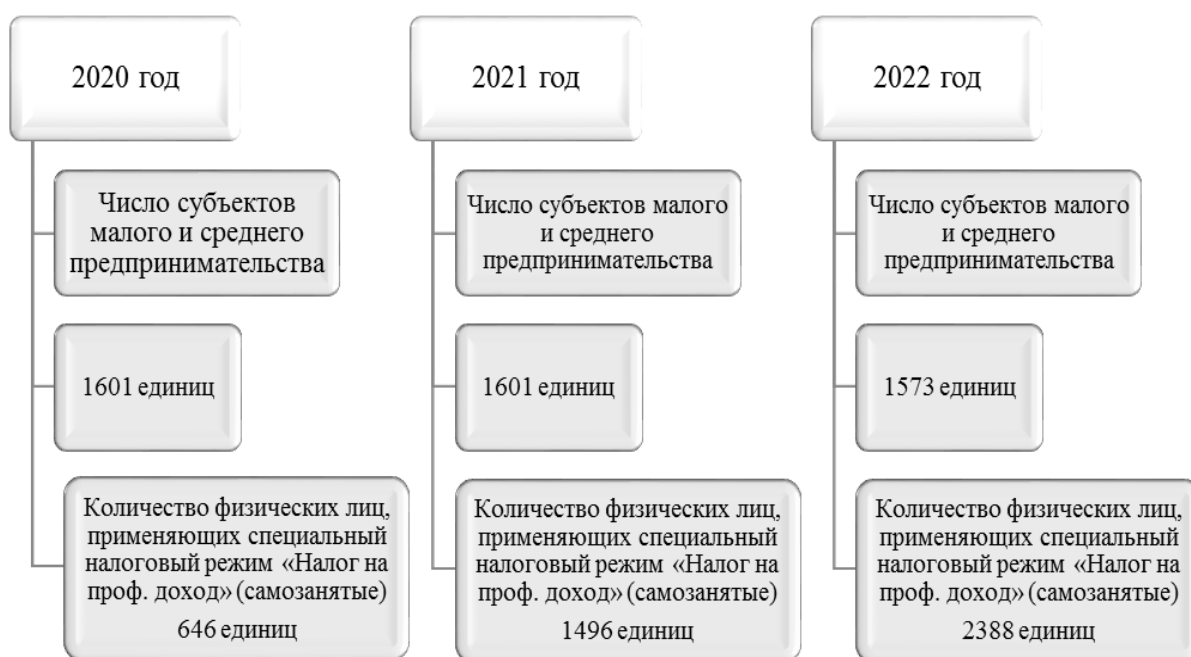 2020 год
Число субъектов
малого и среднего
предпринимательства
1601 единиц
Количество физических лиц,
применяющих специальный
налоговый режим «Налог на
проф. доход» (самозанятые)
646 единиц
2021 год
Число субъектов малого
и среднего
предпринимательства
1601 единиц
Количество физических лиц,
применяющих специальный
налоговый режим «Налог на
проф. доход» (самозанятые)
1496 единиц
2022 год
Число субъектов малого
и среднего
предпринимательства
1573 единиц
Количество физических лиц,
применяющих специальный
налоговый режим «Налог на
проф. доход» (самозанятые)
2388 единиц